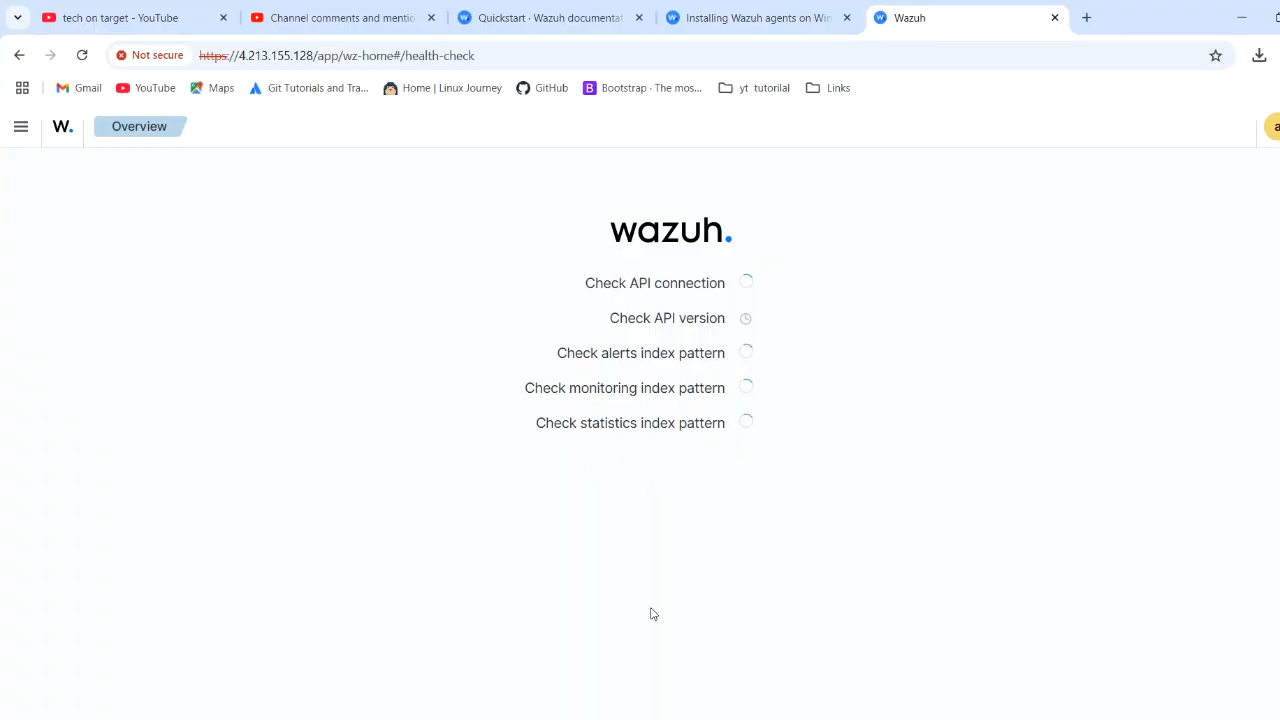 tech on target - YouTube
Channel comments and mentio
Quickstart · Wazuh documentat
Installing Wazuh agents on Win
Wazuh
Not secure
https://4.213.155.128/app/wz-home#/health-check
Gmail
YouTube
Maps
Git Tutorials and Tra...
Home | Linux Journey
GitHub
Bootstrap · The mos...
yt tutorilal
Links
W.
Overview
a
wazuh.
Check API connection
Check API version
Check alerts index pattern
Check monitoring index pattern
Check statistics index pattern